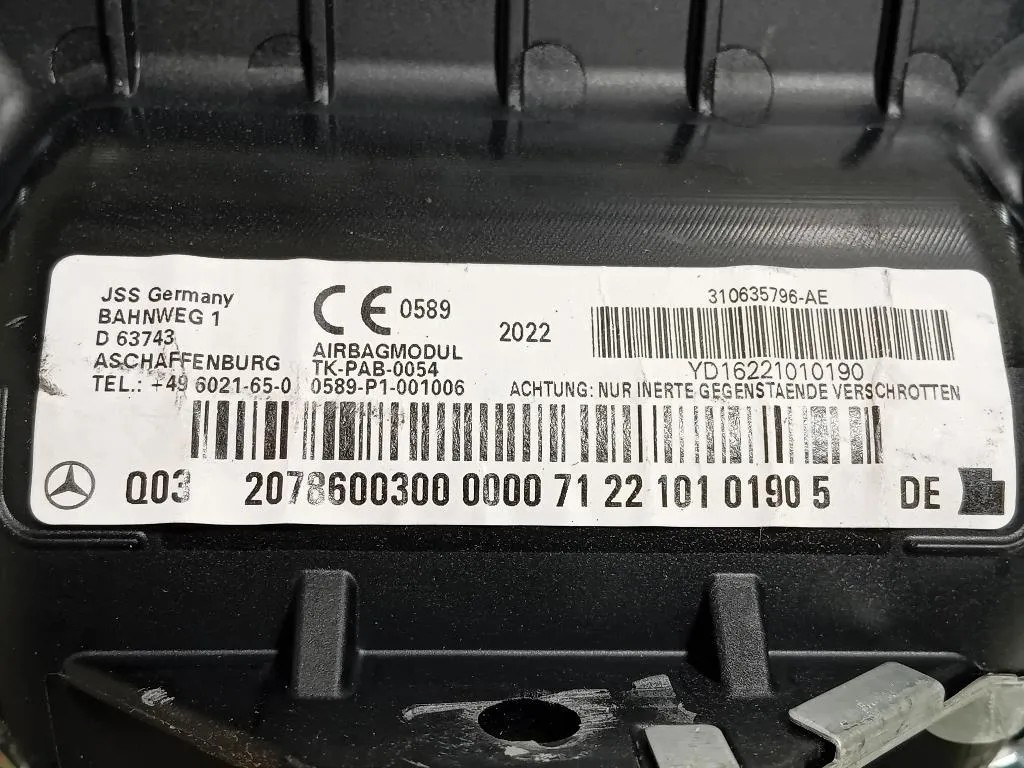 JSS Germany
BAHNWEG 1
D 63743
ASCHAFFENBURG
TEL.: +49 6021-65-0
CE 0589
AIRBAGMODUL
TK-PAB-0054
0589-P1-001006
2022
310635796-AE
YD16221010190
ACHTUNG: NUR INERTE GEGENSTAENDE VERSCHROTTEN
Q03 2078600300 0000 71 22 101 0190 5 DE